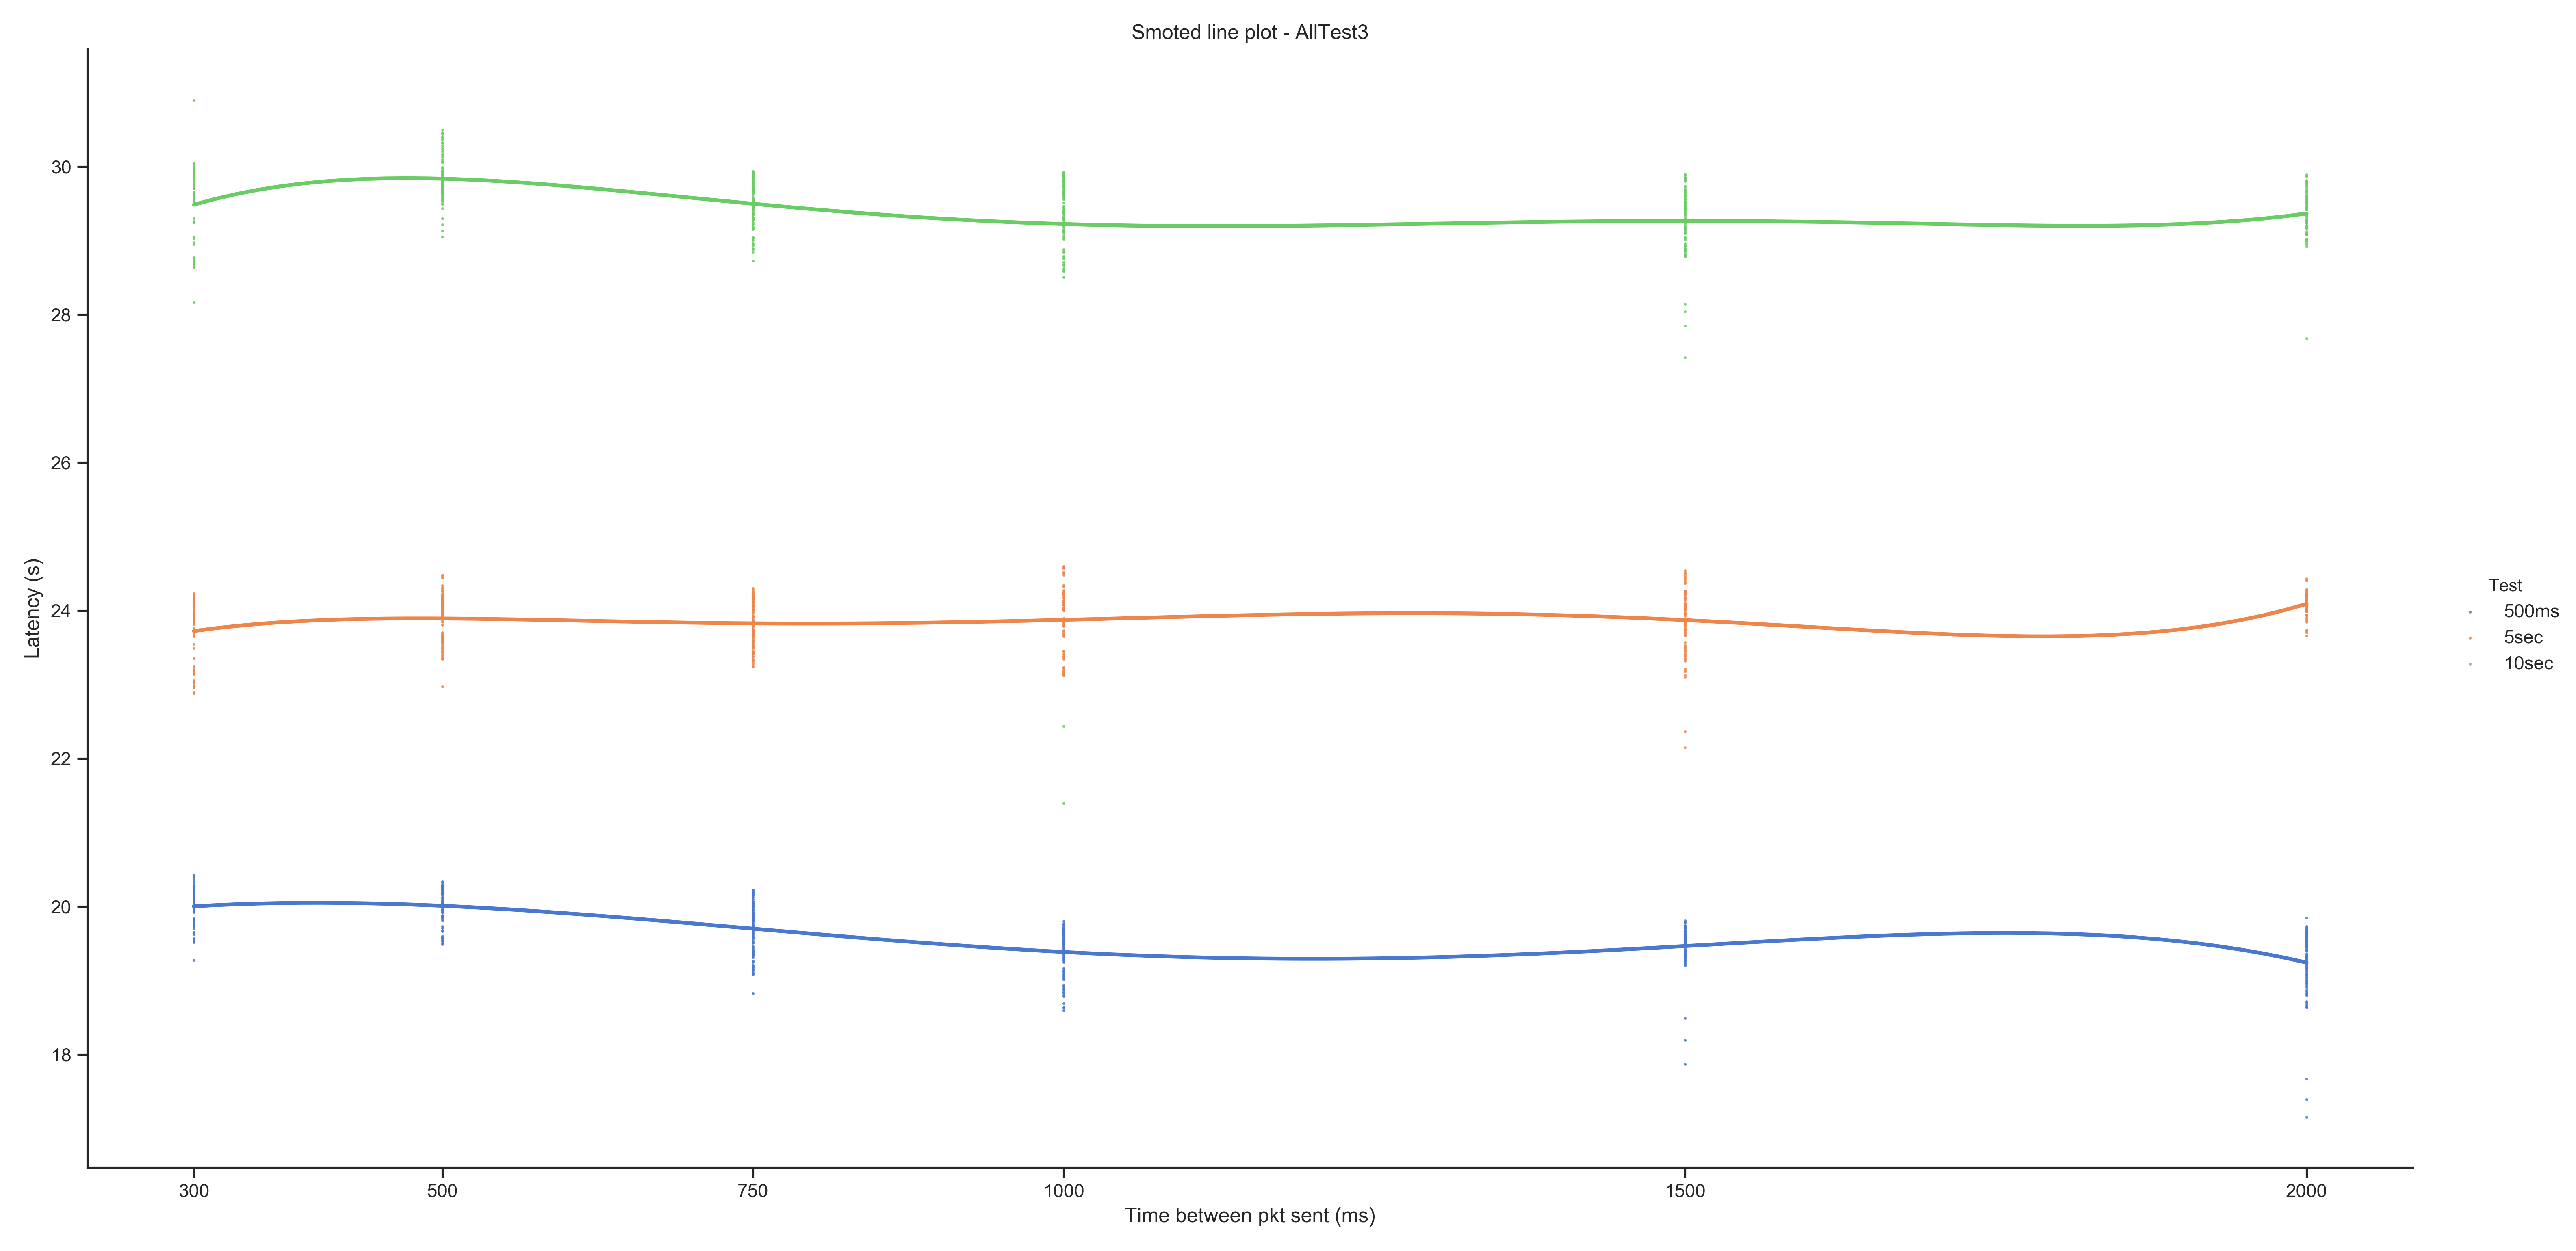 Smoted line plot - AllTest3
30
28
26
24
22
20
18
Latency (s)
300 500 750 1000 1500 2000
Time between pkt sent (ms)
Test
500ms
5sec
10sec